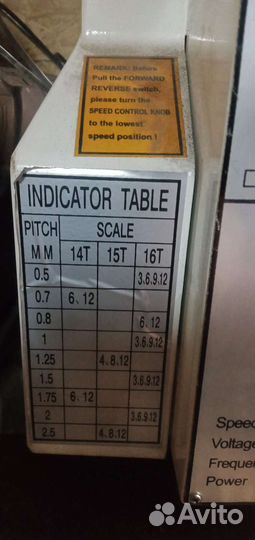 REMARK: Before
Pull the FORWARD
REVERSE switch,
please turn the
SPEED CONTROL KNOB
to the lowest
speed position !
INDICATOR TABLE
PITCH SCALE
MM 14T 15T 16T
0.5 3.6.9.12
0.7 6、12
0.8 6、12
1 3.6.9.12
1.25 4、8.12
1.5 3.6.9.12
1.75 6、12
2 3.6.9.12
2.5 4、8.12
Speed
Voltage
Frequen
Power
Avito